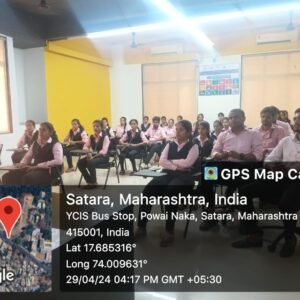 GPS Map Ca
Satara, Maharashtra, India
YCIS Bus Stop, Powai Naka, Satara, Maharashtra
415001, India
Lat 17.685316°
Long 74.009631°
29/04/24 04:17 PM GMT +05:30
gle